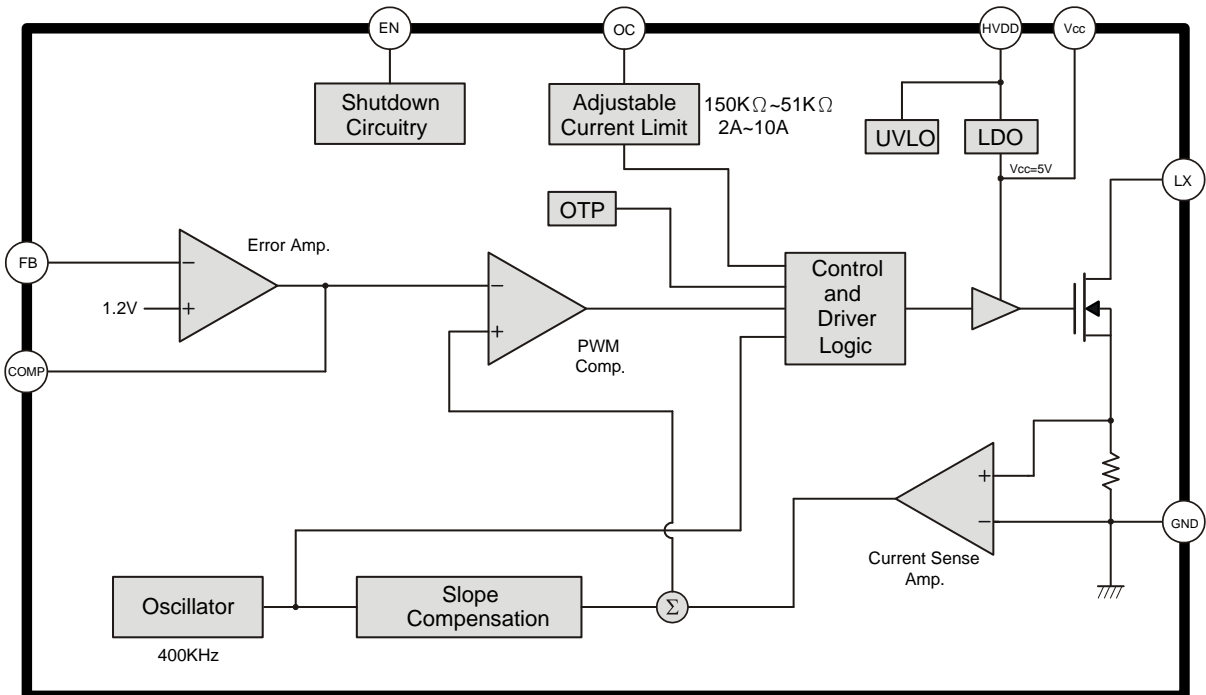 EN
OC
HVDD
Vcc
Shutdown
Circuitry
Adjustable
Current Limit
150KΩ~51KΩ
2A~10A
UVLO
LDO
Vcc=5V
LX
OTP
FB
Error Amp.
−
+
1.2V
COMP
−
+
PWM
Comp.
Control
and
Driver
Logic
+
−
Current Sense
Amp.
GND
Oscillator
400KHz
Slope
Compensation
Σ